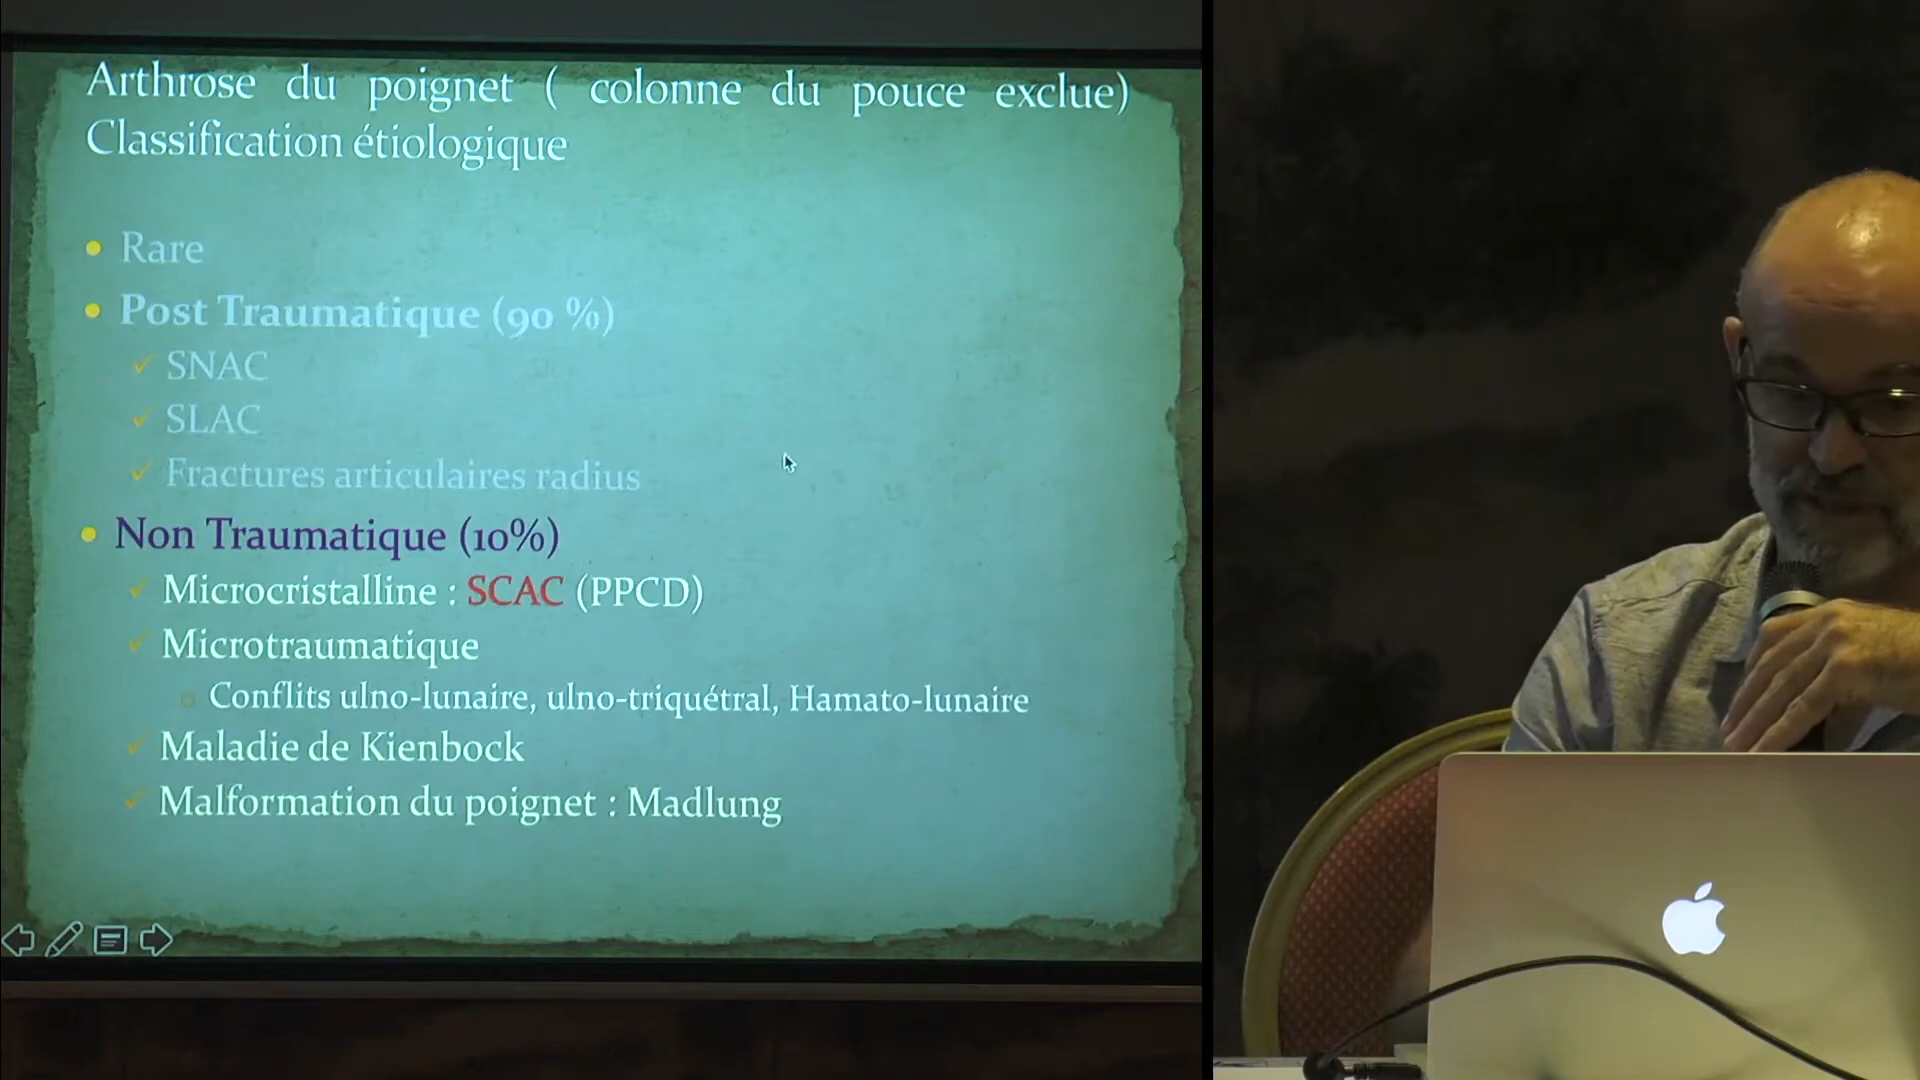 Arthrose du poignet ( colonne du pouce exclue)
Classification étiologique
Rare
Post Traumatique (90 %)
SNAC
SLAC
Fractures articulaires radius
Non Traumatique (10%)
Microcristalline : SCAC (PPCD)
Microtraumatique
Conflits ulno-lunaire, ulno-triquétral, Hamato-lunaire
Maladie de Kienbock
Malformation du poignet : Madlung